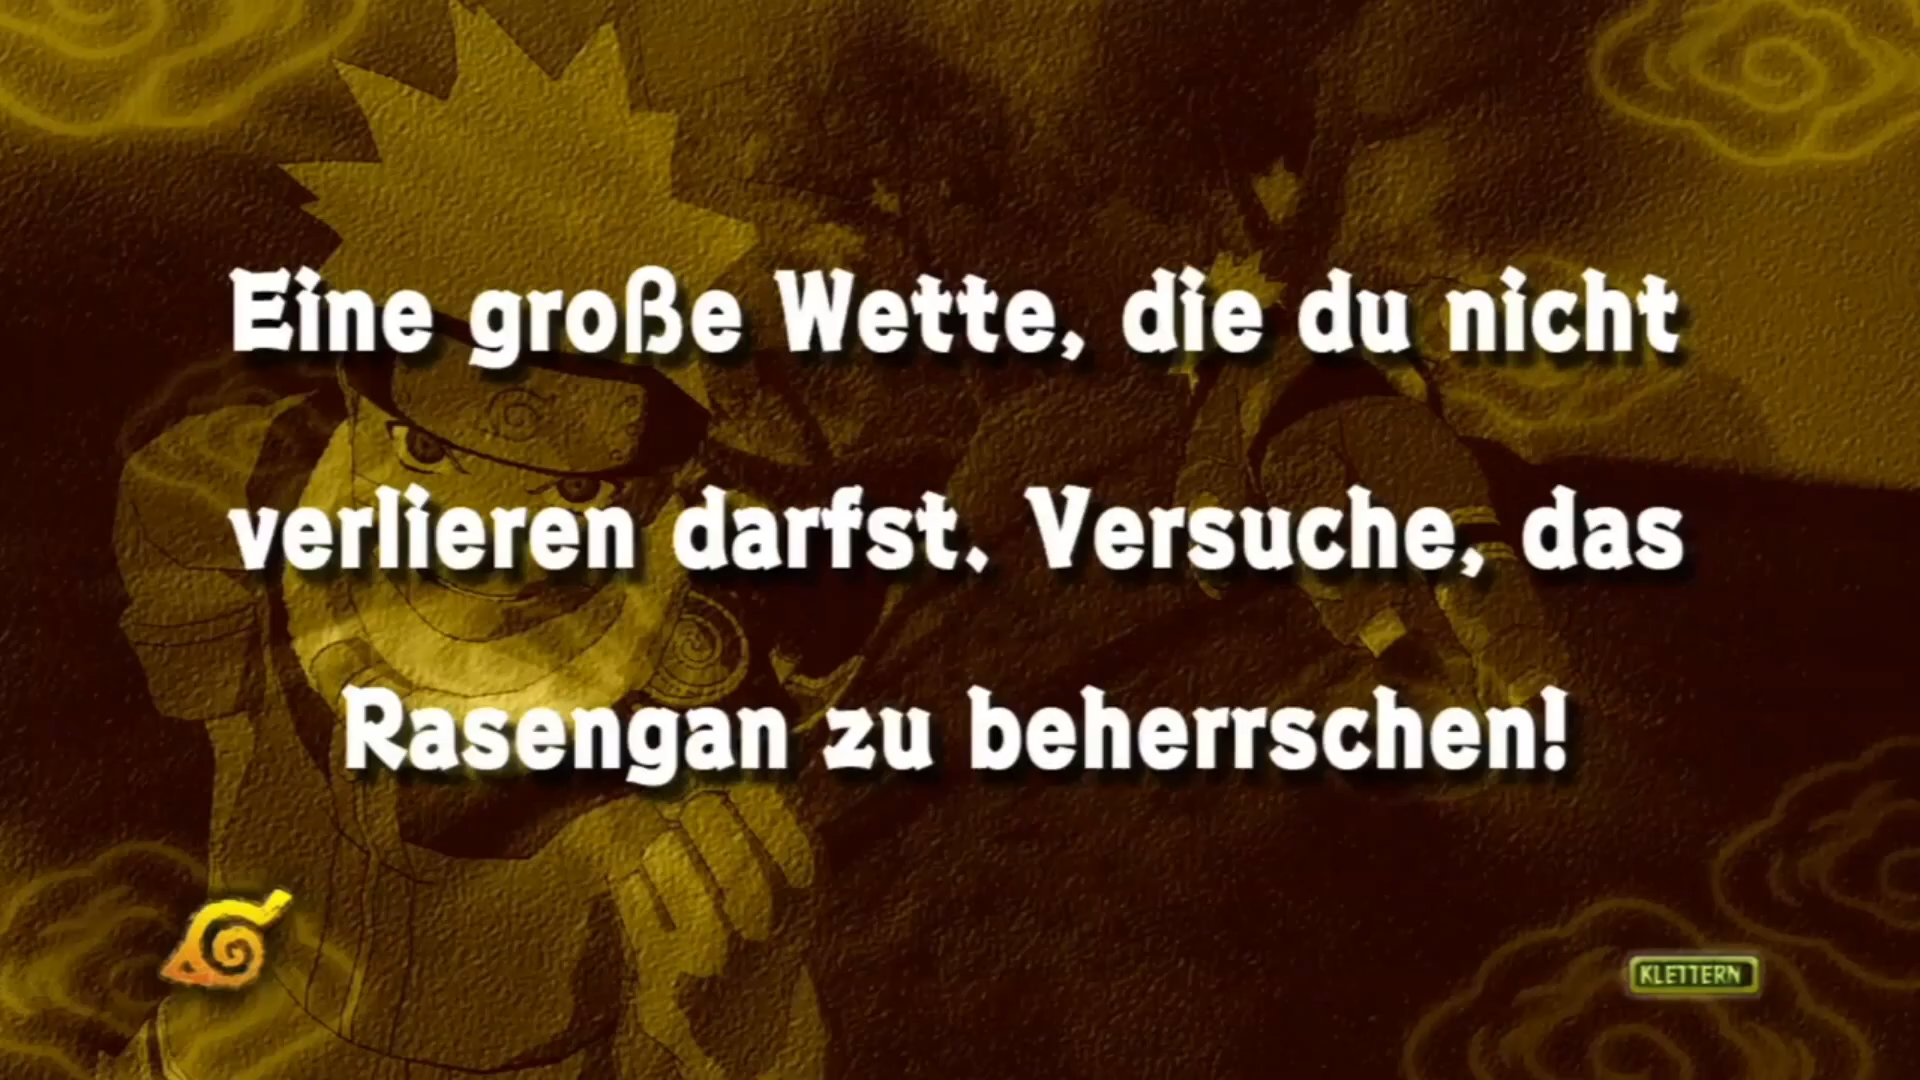 Eine große Wette, die du nicht
verlieren darfst. Versuche, das
Rasengan zu beherrschen!
KLETTERN